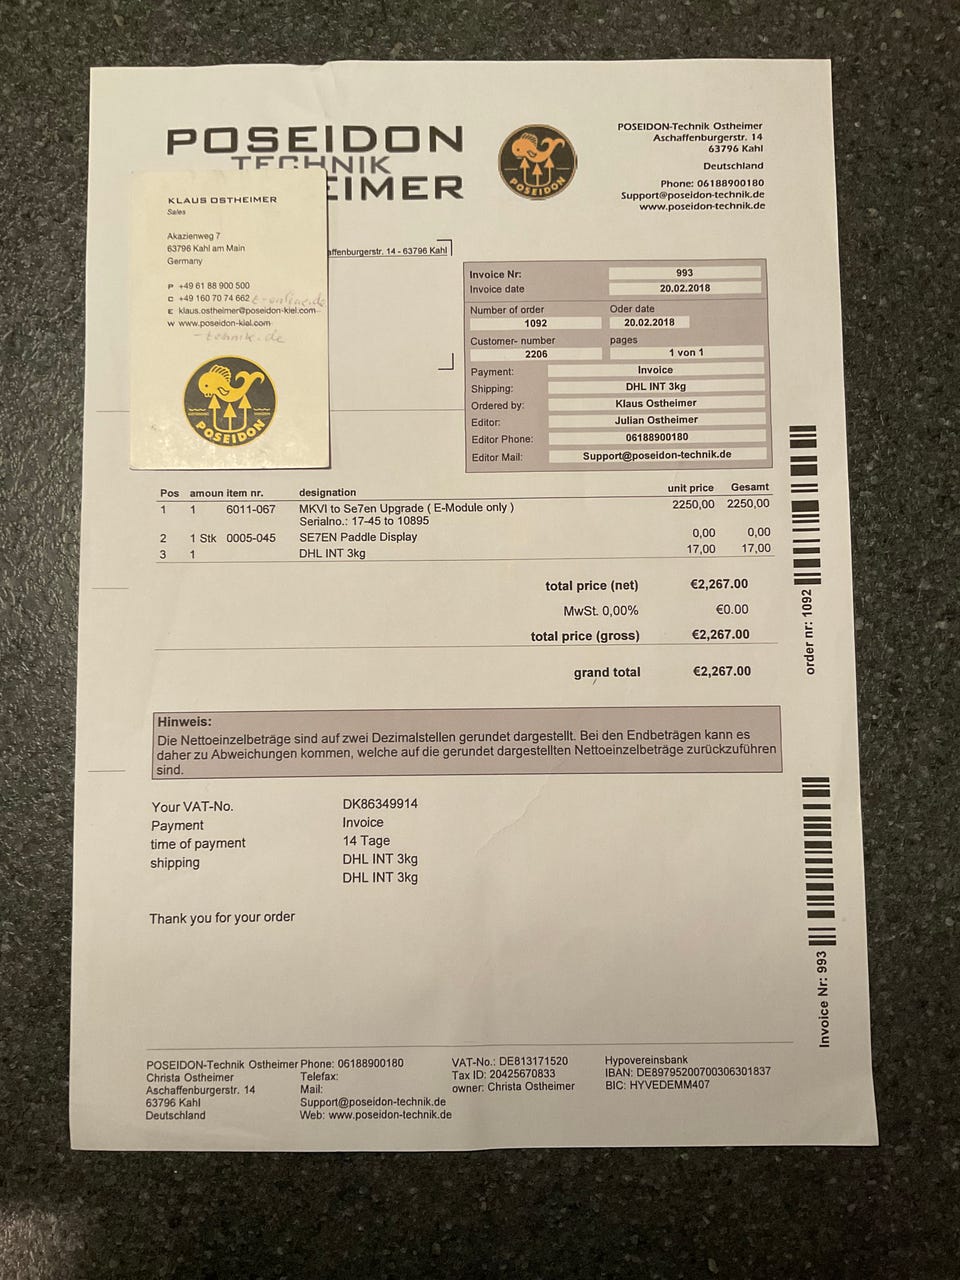 POSEIDON
TECHNIK
EIMER
POSEIDON
POSEIDON-Technik Ostheimer
Aschaffenburgerstr. 14
63796 Kahl
Deutschland
Phone: 06188900180
Support@poseidon-technik.de
www.poseidon-technik.de
KLAUS OSTHEIMER
Sales
Akazienweg 7
63796 Kahl am Main
Germany
P +49 61 88 900 500
C +49 160 70 74 662 t-online.de
E klaus.ostheimer@poseidon-kiel.com
W www.poseidon-kiel.com
-technik.de
POSEIDON
affenburgerstr. 14 - 63796 Kahl
Invoice Nr: 993
Invoice date 20.02.2018
Number of order Oder date
1092 20.02.2018
Customer- number pages
2206 1 von 1
Payment: Invoice
Shipping: DHL INT 3kg
Ordered by: Klaus Ostheimer
Editor: Julian Ostheimer
Editor Phone: 06188900180
Editor Mail: Support@poseidon-technik.de
Pos amoun item nr. designation unit price Gesamt
1 1 6011-067 MKVI to Se7en Upgrade ( E-Module only ) 2250,00 2250,00
Serialno.: 17-45 to 10895
2 1 Stk 0005-045 SE7EN Paddle Display 0,00 0,00
3 1 DHL INT 3kg 17,00 17,00
total price (net) €2,267.00
MwSt. 0,00% €0.00
total price (gross) €2,267.00
grand total €2,267.00
Hinweis:
Die Nettoeinzelbeträge sind auf zwei Dezimalstellen gerundet dargestellt. Bei den Endbeträgen kann es
daher zu Abweichungen kommen, welche auf die gerundet dargestellten Nettoeinzelbeträge zurückzuführen
sind.
Your VAT-No. DK86349914
Payment Invoice
time of payment 14 Tage
shipping DHL INT 3kg
DHL INT 3kg
Thank you for your order
order nr: 1092
Invoice Nr: 993
POSEIDON-Technik Ostheimer Phone: 06188900180 VAT-No.: DE813171520 Hypovereinsbank
Christa Ostheimer Telefax: Tax ID: 20425670833 IBAN: DE89795200700306301837
Aschaffenburgerstr. 14 Mail: owner: Christa Ostheimer BIC: HYVEDEMM407
63796 Kahl Support@poseidon-technik.de
Deutschland Web: www.poseidon-technik.de